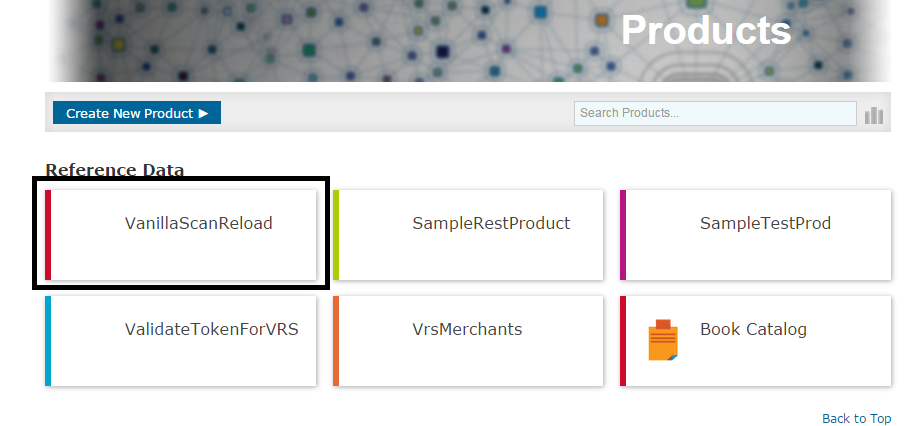 Products
Create New Product ▶
Search Products...
Reference Data
VanillaScanReload
SampleRestProduct
SampleTestProd
ValidateTokenForVRS
VrsMerchants
Book Catalog
Back to Top